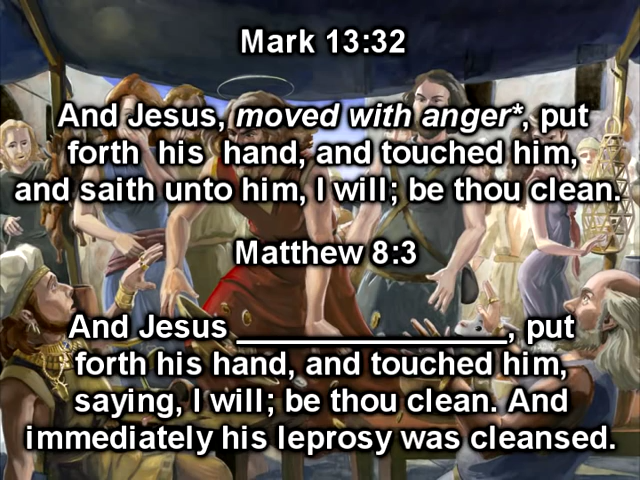 Mark 13:32
And Jesus, moved with anger*, put
forth his hand, and touched him,
and saith unto him, I will; be thou clean.
Matthew 8:3
And Jesus ________________, put
forth his hand, and touched him,
saying, I will; be thou clean. And
immediately his leprosy was cleansed.